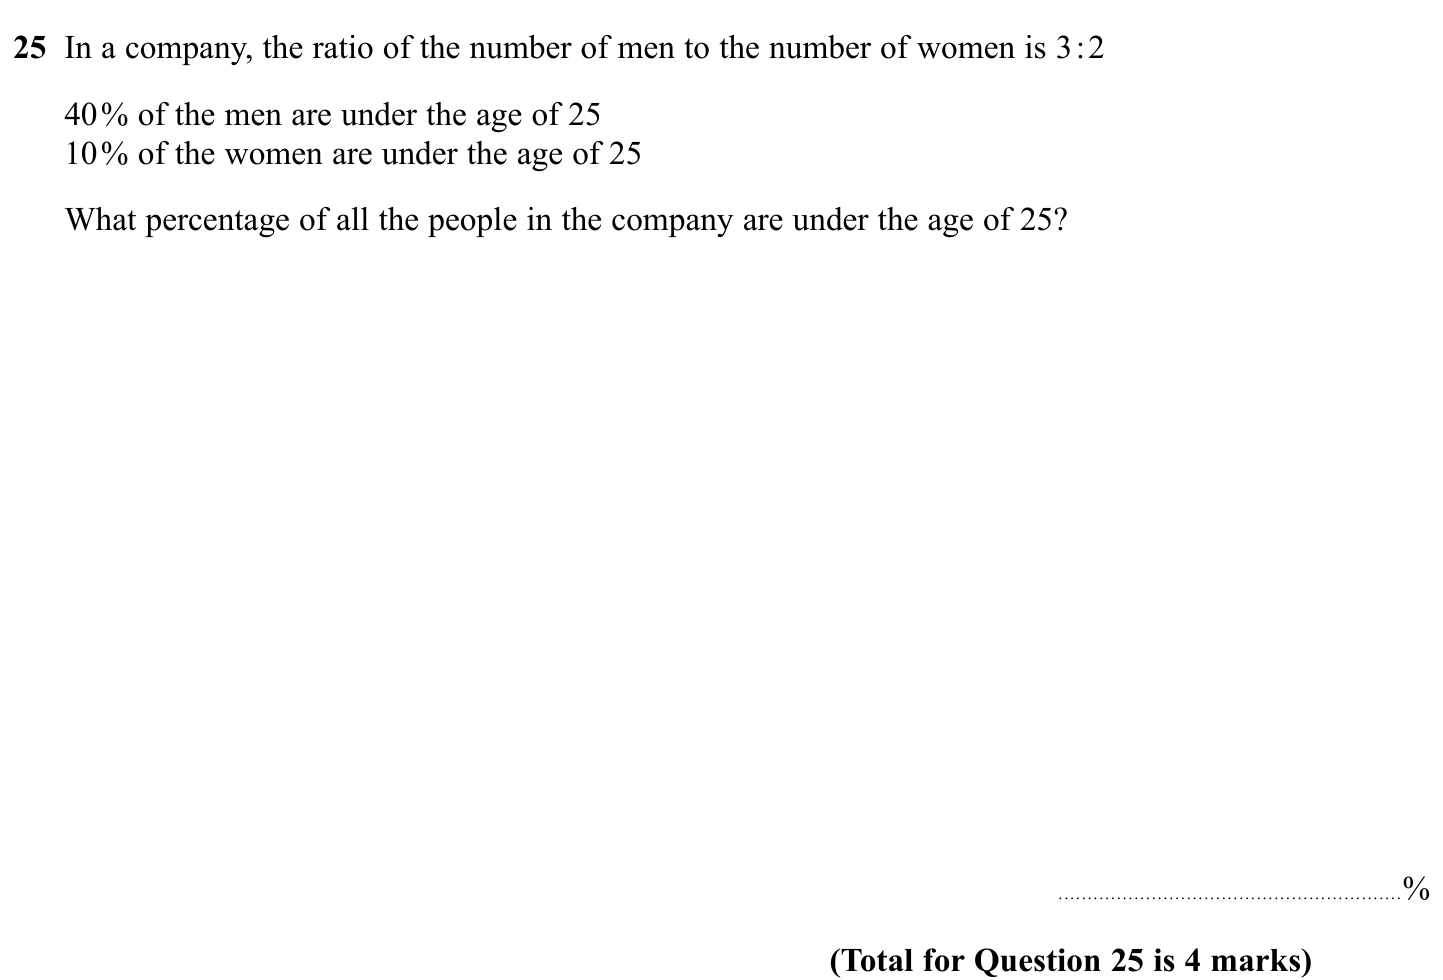 25 In a company, the ratio of the number of men to the number of women is 3:2
40% of the men are under the age of 25
10% of the women are under the age of 25
What percentage of all the people in the company are under the age of 25?
............................................................%
(Total for Question 25 is 4 marks)